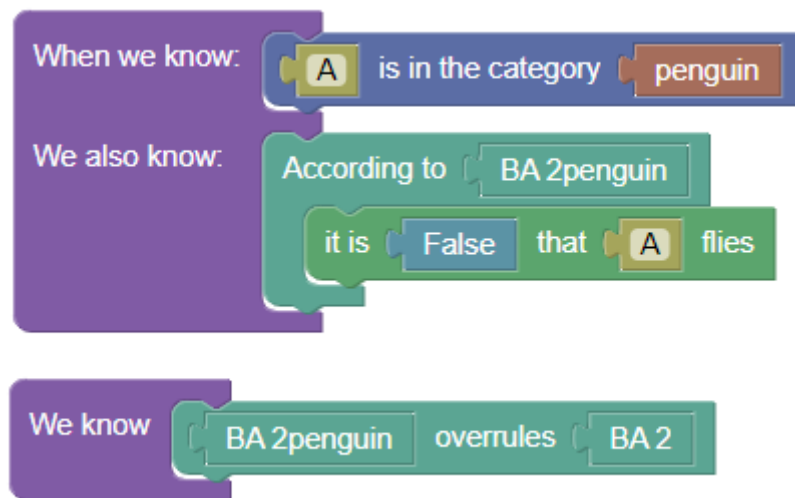 When we know: A is in the category penguin
We also know: According to BA 2penguin
it is False that A flies
We know BA 2penguin overrules BA 2